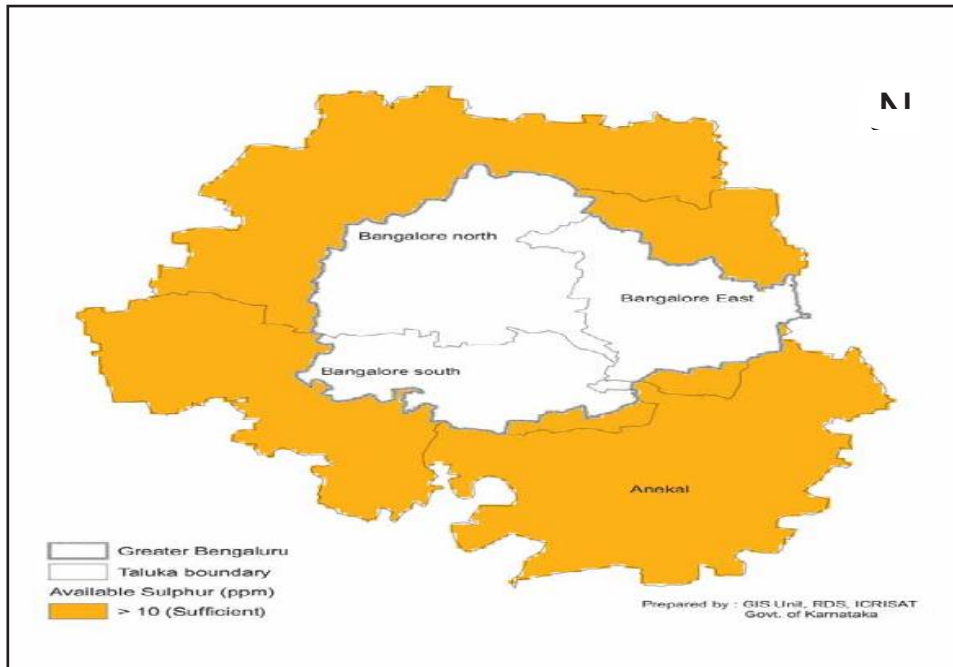 N
Bangalore north
Bangalore East
Bangalore south
Anekal
Greater Bengaluru
Taluka boundary
Available Sulphur (ppm)
> 10 (Sufficient)
Prepared by : GIS Unit, RDS, ICRISAT
Govt. of Karnataka